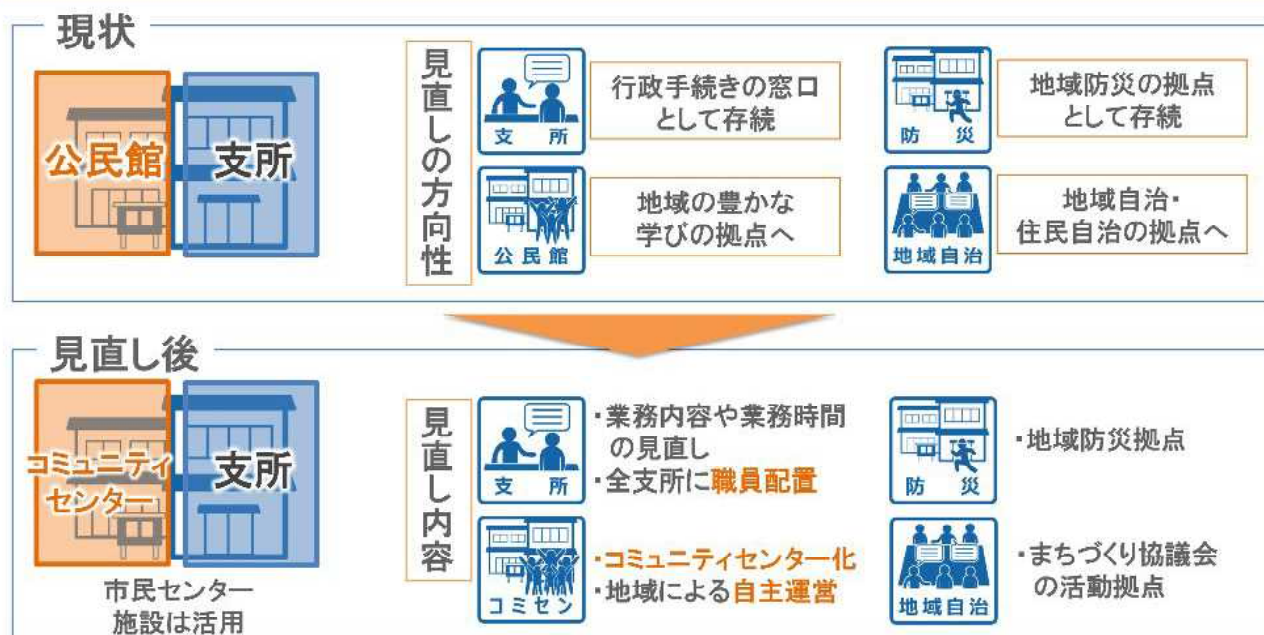 現状
公民館
支所
見直しの方向性
支所
行政手続きの窓口
として存続
防災
地域防災の拠点
として存続
公民館
地域の豊かな
学びの拠点へ
地域自治
地域自治・
住民自治の拠点へ
見直し後
コミュニティ
センター
支所
市民センター
施設は活用
見直し内容
支所
・業務内容や業務時間
の見直し
・全支所に職員配置
防災
・地域防災拠点
コミセン
・コミュニティセンター化
・地域による自主運営
地域自治
・まちづくり協議会
の活動拠点